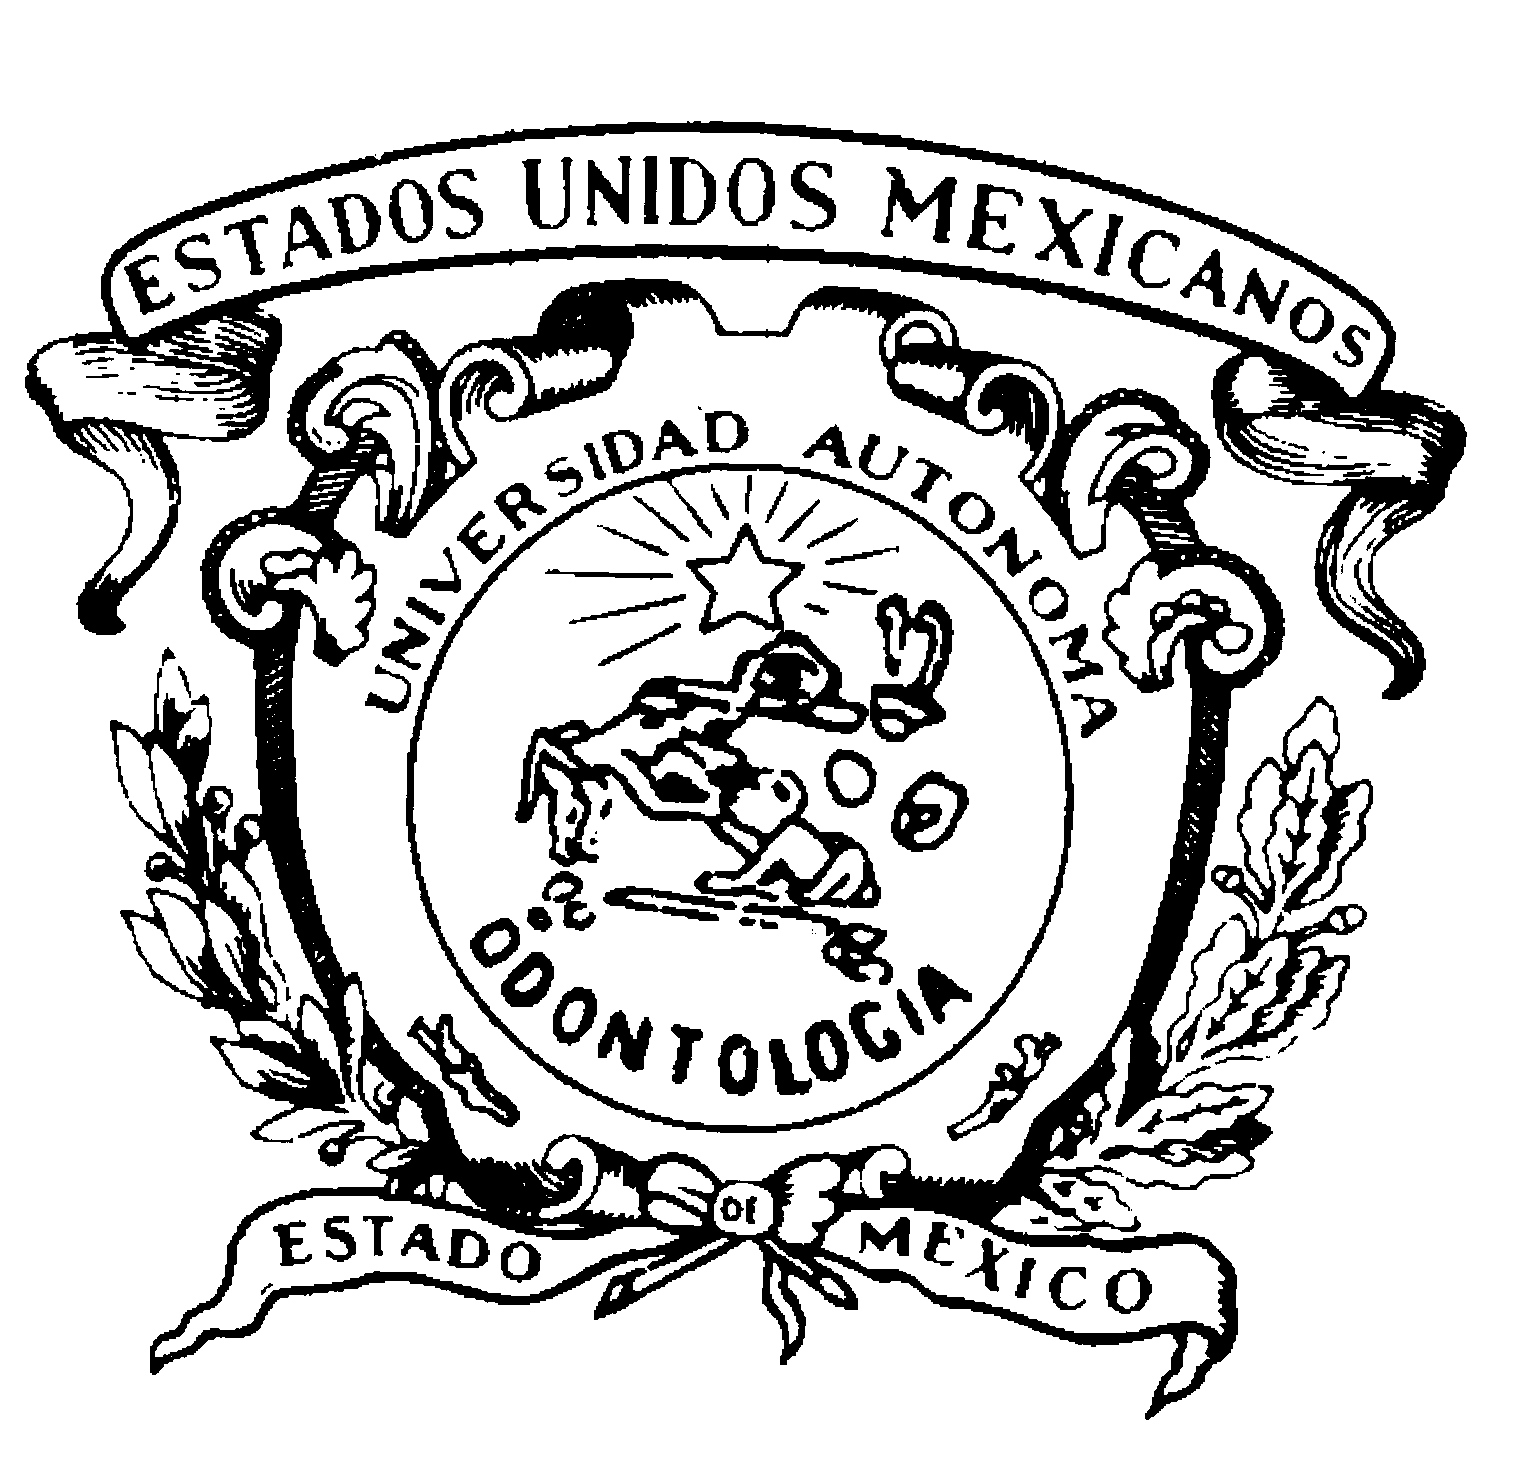 ESTADOS UNIDOS MEXICANOS
UNIVERSIDAD AUTONOMA
ODONTOLOGIA
ESTADO DE MEXICO